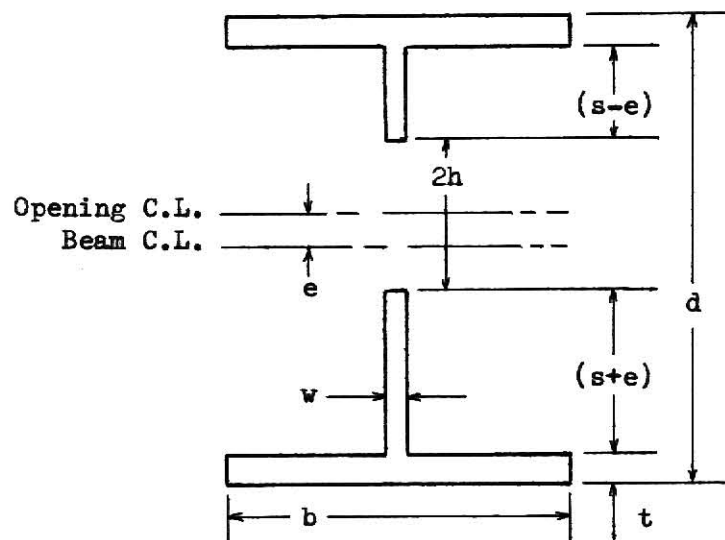 (s-e)
2h
Opening C.L.
Beam C.L.
e
d
(s+e)
w
b
t